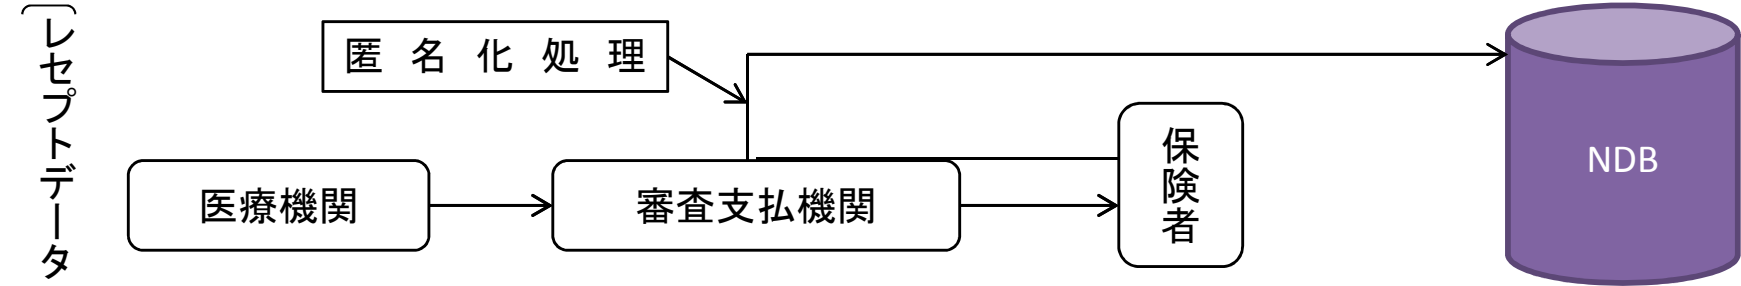 〔レセプトデータ
匿名化処理
保険者
NDB
医療機関
審査支払機関